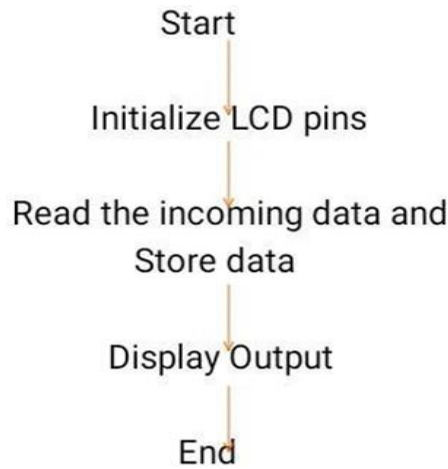 Start
Initialize LCD pins
Read the incoming data and
Store data
Display Output
End